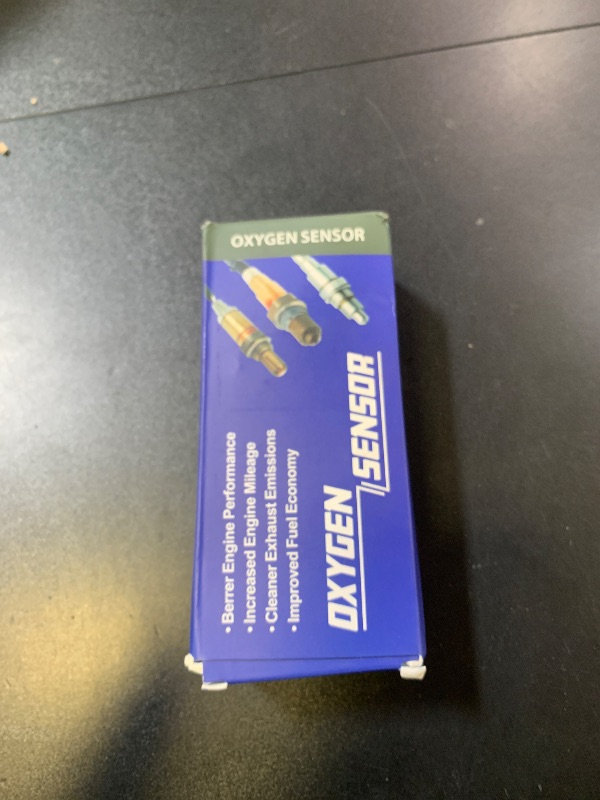 OXYGEN SENSOR
• Berrer Engine Performance
• Increased Engine Mileage
• Cleaner Exhaust Emissions
• Improved Fuel Economy
OXYGEN
SENSOR